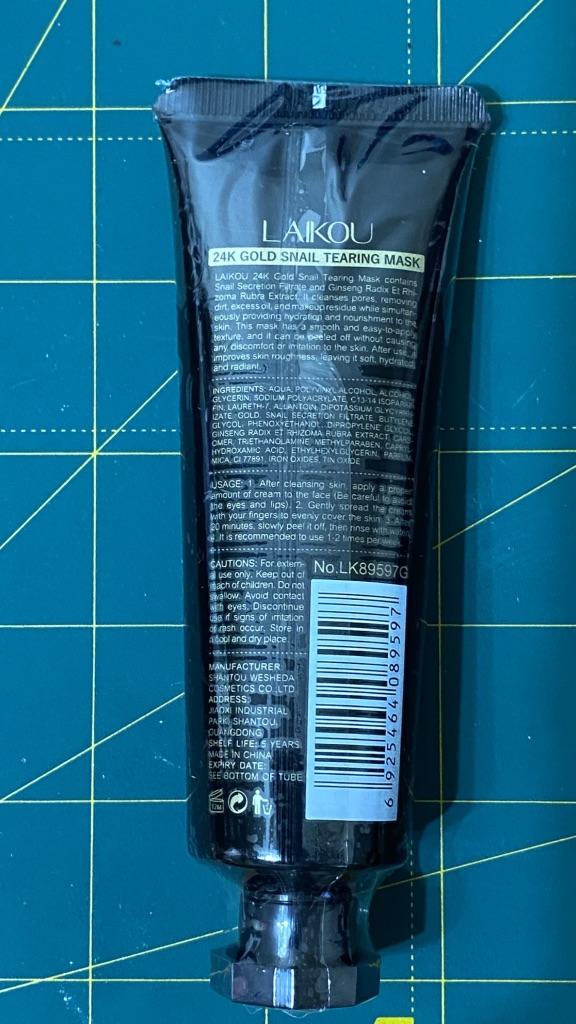 LAIKOU
24K GOLD SNAIL TEARING MASK
LAIKOU 24K Gold Snail Tearing Mask contains
Snail Secretion Filtrate Et Ginseng Radix Et Rhi-
zoma Rubra Extract. It cleanses pores, removing
dirt, excess oil, and makeup residue while simultan-
eously providing hydration and nourishment to the
skin. This mask has a smooth and easy-to-apply
texture, and it can be peeled off without causing
any discomfort or irritation to the skin. After use, it
improves skin roughness, leaving it soft, hydrated,
and radiant.
INGREDIENTS: AQUA, POLYVINYL ALCOHOL, ALCOHOL,
GLYCERIN, SODIUM POLYACRYLATE, C13-14 ISOPARAF-
FIN, LAURETH-7, ALLANTOIN, DIPOTASSIUM GLYCYRRH-
IZATE, GOLD, SNAIL SECRETION FILTRATE, BUTYLENE
GLYCOL, PHENOXYETHANOL, DIPROPYLENE GLYCOL,
GINSENG RADIX ET RHIZOMA RUBRA EXTRACT, CARB-
OMER, TRIETHANOLAMINE, METHYLPARABEN, CAPRYL-
HYDROXAMIC ACID, ETHYLHEXYLGLYCERIN, PARFUM,
MICA, CI 77891, IRON OXIDES, TIN OXIDE
USAGE: 1. After cleansing skin, apply a proper
amount of cream to the face (Be careful to avoid
the eyes and lips). 2. Gently spread the cream
with your fingers to evenly cover the skin. 3. After
20 minutes, slowly peel it off, then rinse with water.
4. It is recommended to use 1-2 times per week.
CAUTIONS: For extern-
al use only. Keep out of
reach of children. Do not
swallow. Avoid contact
with eyes. Discontinue
use if signs of irritation
or rash occur. Store in
a cool and dry place.
No.LK89597G
MANUFACTURER
SHANTOU WESHEDA
COSMETICS CO.,LTD.
ADDRESS:
JIAOXI INDUSTRIAL
PARK, SHANTOU,
GUANGDONG
SHELF LIFE: 5 YEARS
MADE IN CHINA
EXPIRY DATE:
SEE BOTTOM OF TUBE
12M
6 925464 089597